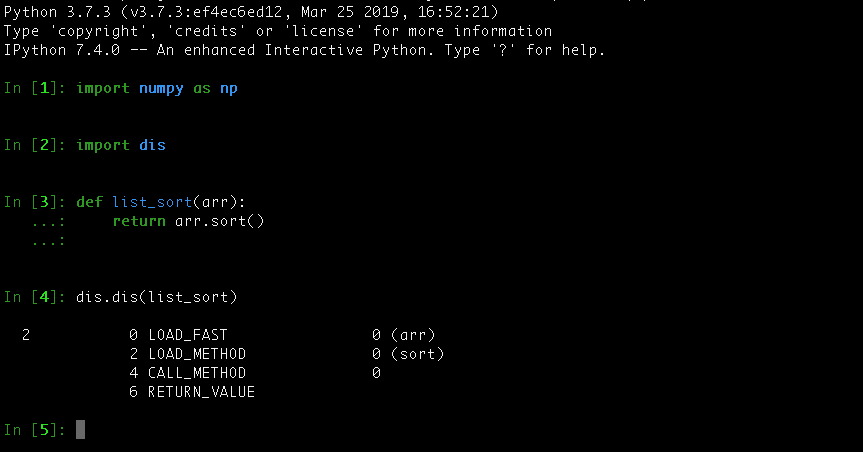 Python 3.7.3 (v3.7.3:ef4ec6ed12, Mar 25 2019, 16:52:21)
Type 'copyright', 'credits' or 'license' for more information
IPython 7.4.0 -- An enhanced Interactive Python. Type '?' for help.
In [1]: import numpy as np
In [2]: import dis
In [3]: def list_sort(arr):
   ...:     return arr.sort()
   ...:
In [4]: dis.dis(list_sort)
  2           0 LOAD_FAST                0 (arr)
              2 LOAD_METHOD              0 (sort)
              4 CALL_METHOD              0
              6 RETURN_VALUE
In [5]: